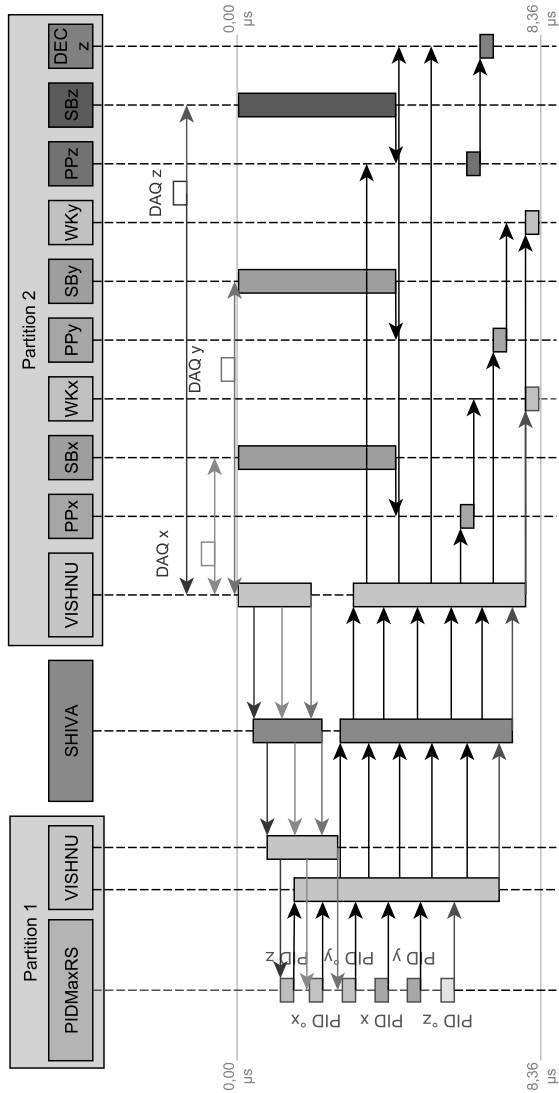 Partition 1
Partition 2
PIDMaxRS
VISHNU
SHIVA
VISHNU
PPx
SBx
WKx
PPy
SBy
WKy
PPz
SBz
DEC
z
DAQ x
DAQ y
DAQ z
0,00
µs
0,00
µs
PID z
PID°x
PID°y
PID x
PID y
PID°z
8,36
µs
8,36
µs